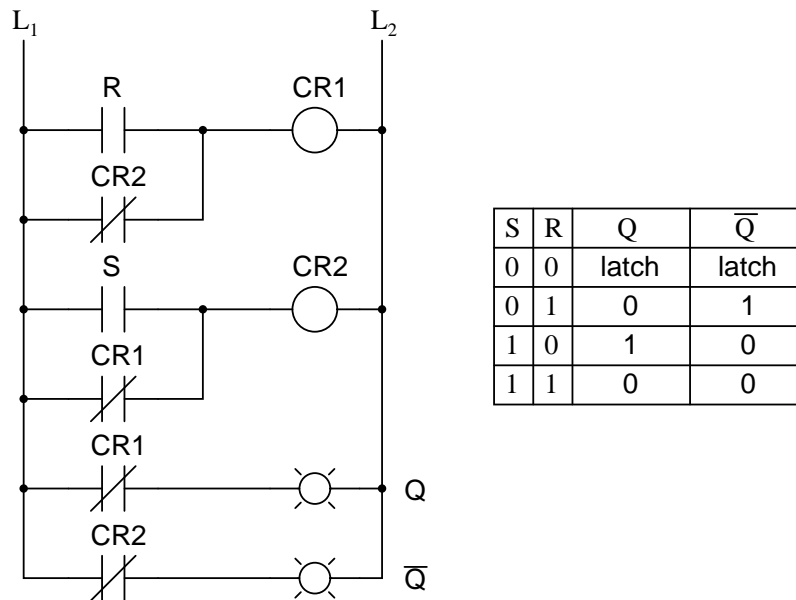 L₁ L₂
R CR1
CR2
S CR2
CR1
CR1
Q
CR2
Q̅
S R Q Q̅
0 0 latch latch
0 1 0 1
1 0 1 0
1 1 0 0